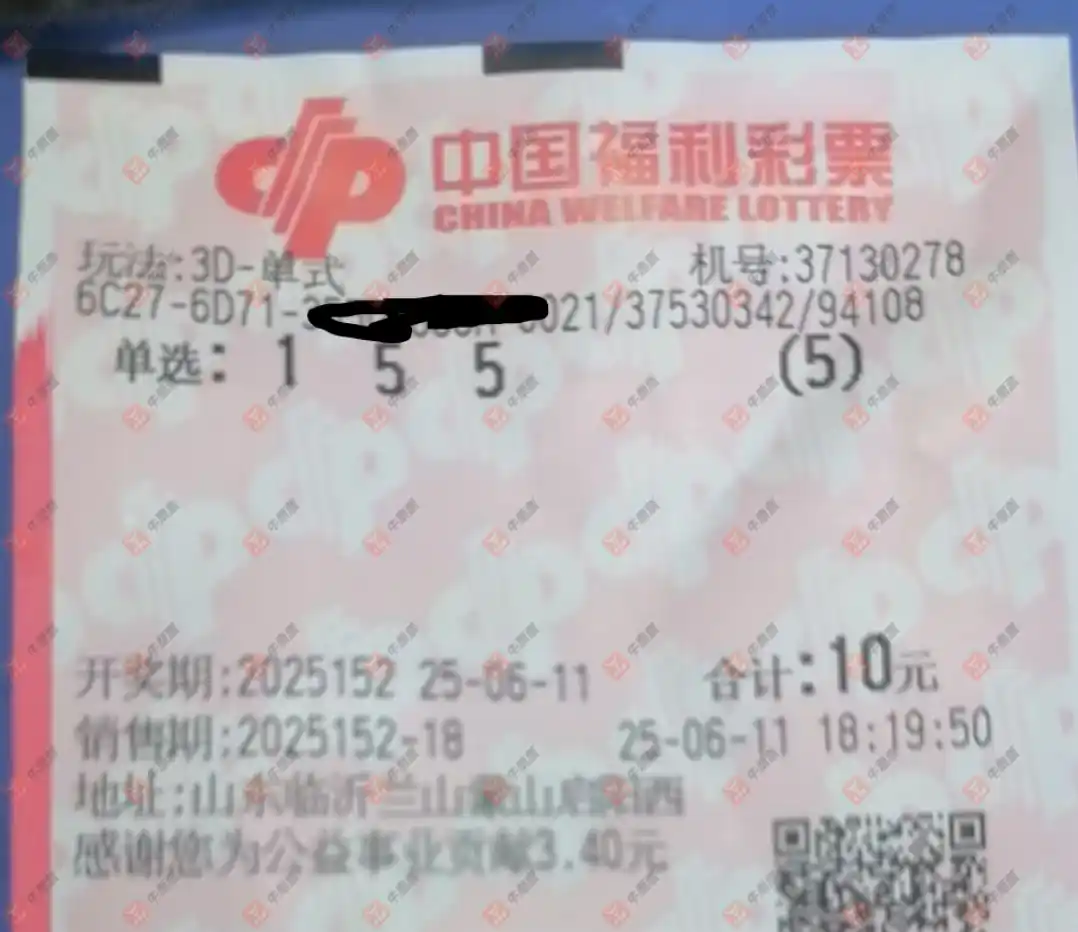 中国福利彩票
CHINA WELFARE LOTTERY
玩法:3D-单式 机号:37130278
6C27-6D71- 021/37530342/94108
单选: 1 5 5 (5)
开奖期:2025152 25-06-11 合计:10元
销售期:2025152-18 25-06-11 18:19:50
地址:山东临沂兰山
感谢您为公益事业贡献3.40元